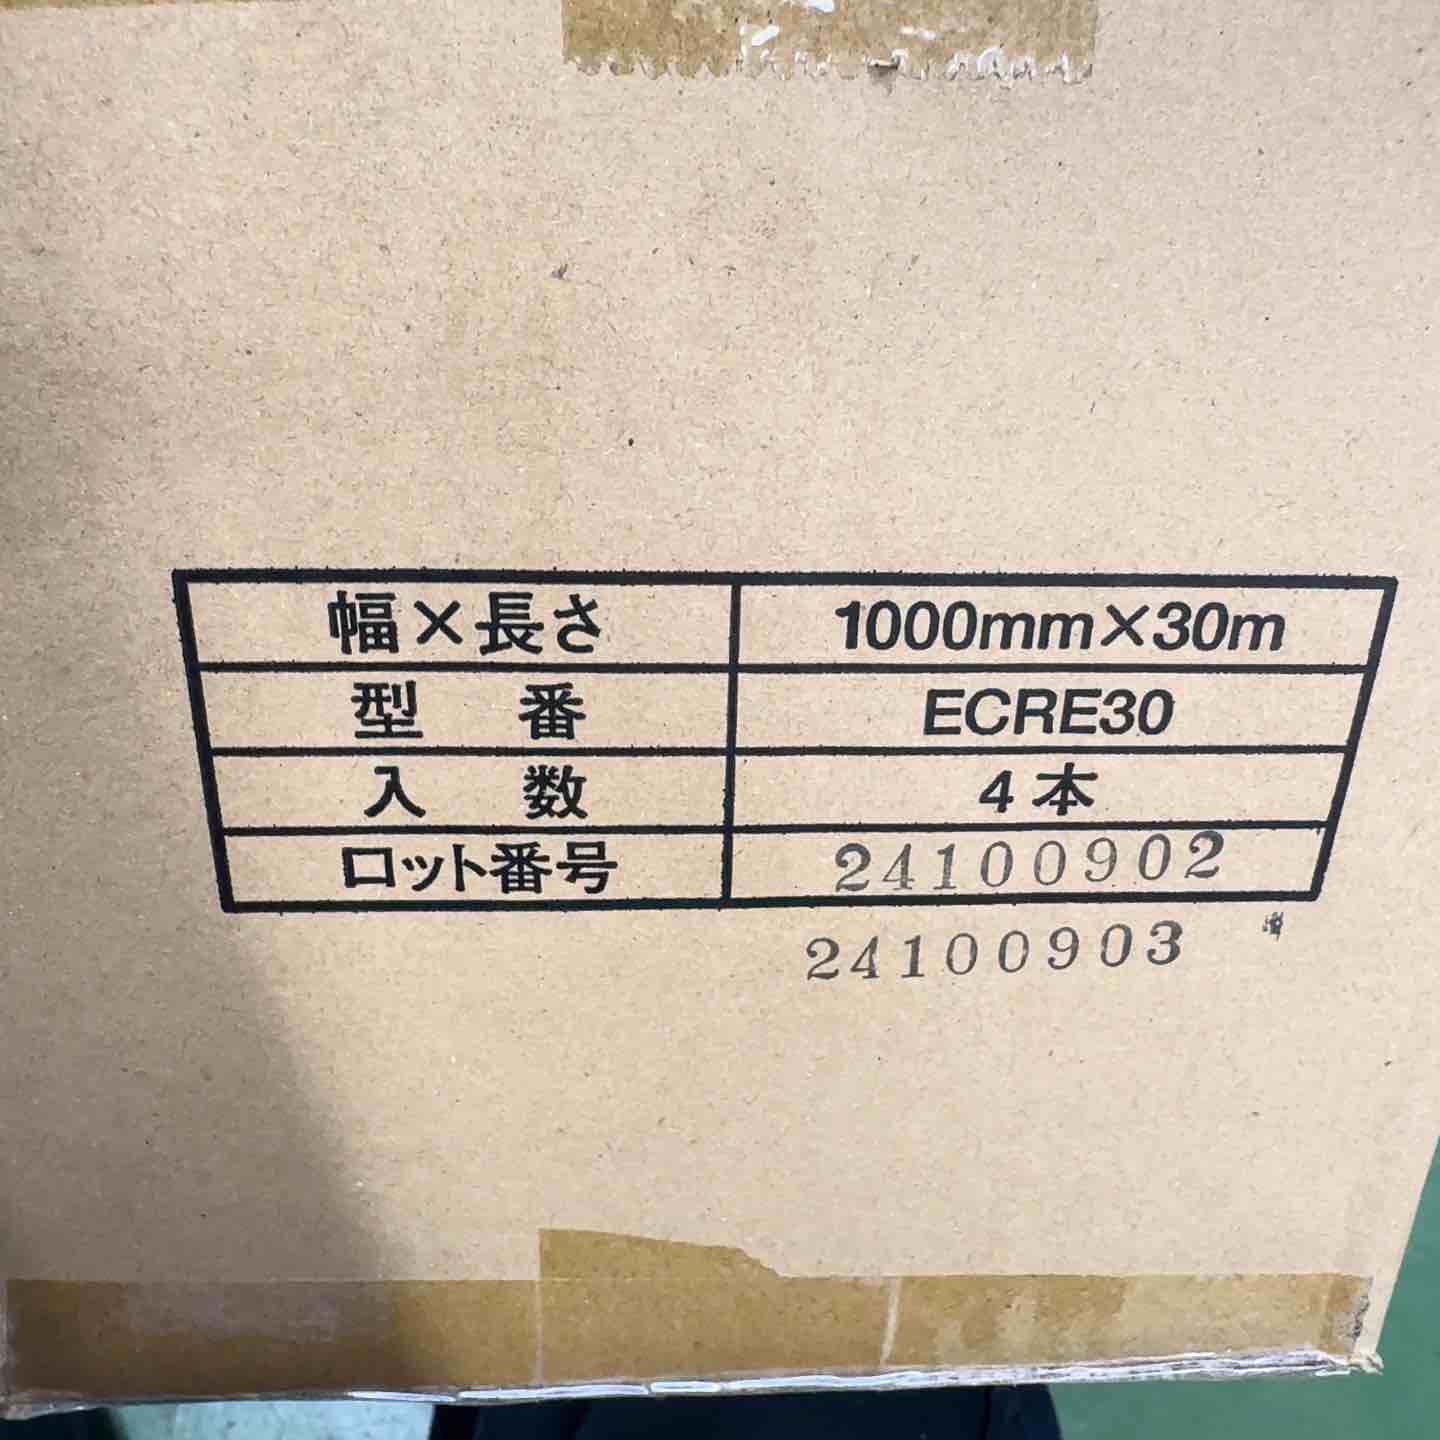 幅×長さ 1000mm×30m
型番 ECRE30
入数 4本
ロット番号 24100902
24100903